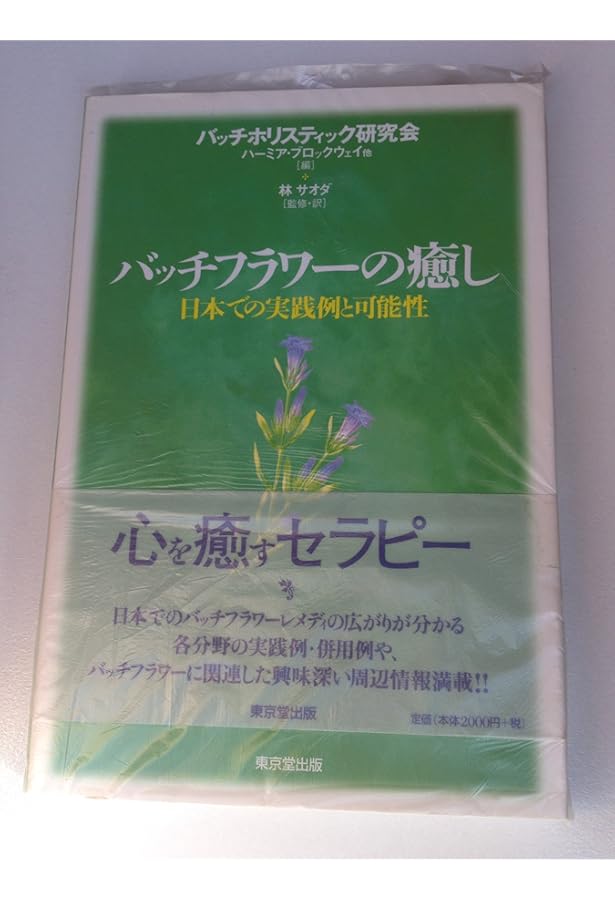 バッチホリスティック研究会
ハーミア・ブロックウェイ他
[編]
林 サオダ
[監修・訳]
バッチフラワーの癒し
日本での実践例と可能性
心を癒すセラピー
日本でのバッチフラワーレメディの広がりが分かる
各分野の実践例・併用例や、
バッチフラワーに関連した興味深い周辺情報満載!!
東京堂出版
定価(本体2000円+税)
東京堂出版